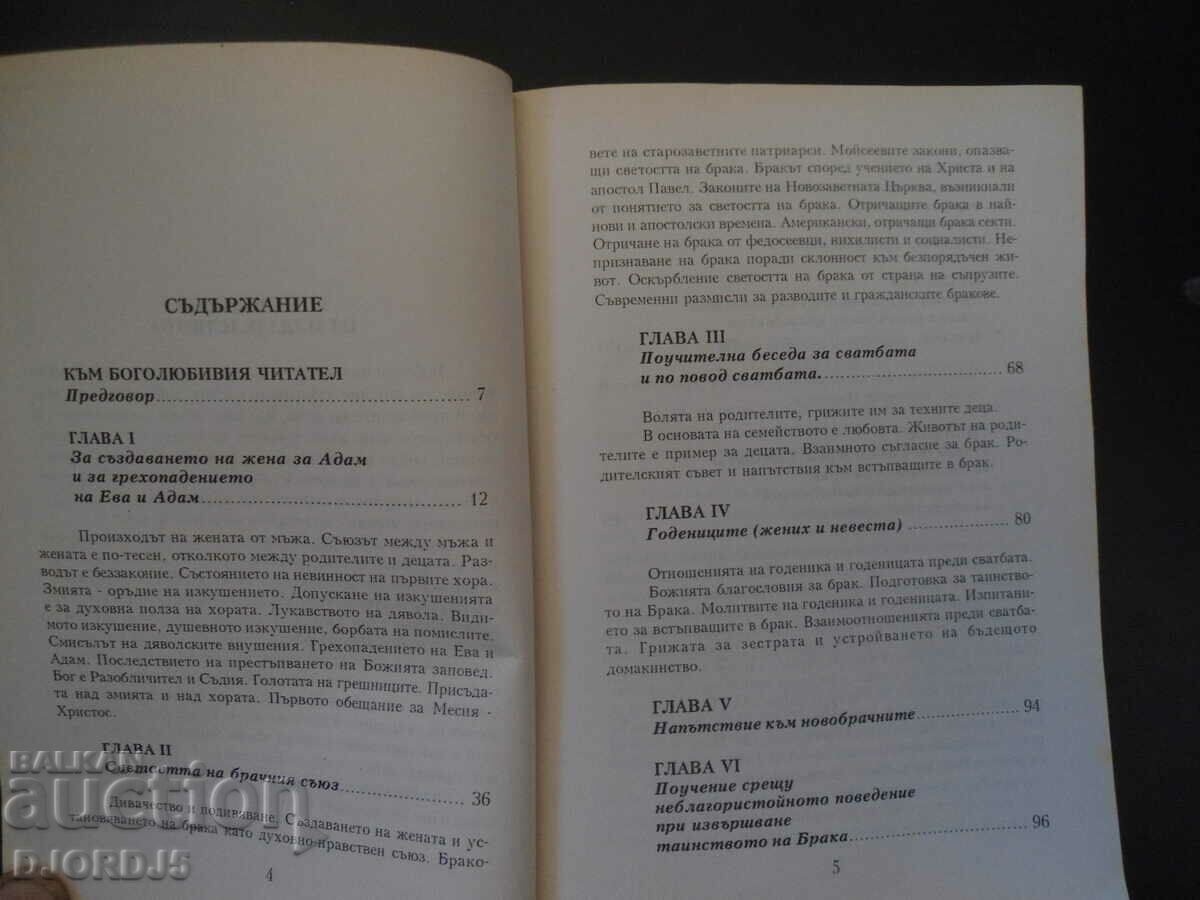 СЪДЪРЖАНИЕ
КЪМ БОГОЛЮБИВИЯ ЧИТАТЕЛ
Предговор.................................................... 7
ГЛАВА I
За създаването на жена за Адам
и за грехопадението
на Ева и Адам............................................ 12
Произходът на жената от мъжа. Съюзът между мъжа и
жената е по-тесен, отколкото между родителите и децата. Раз-
водът е беззаконие. Състоянието на невинност на първите хора.
Змията - оръдие на изкушението. Допускане на изкушенията
е за духовна полза на хората. Лукавството на дявола. Види-
мото изкушение, душевното изкушение, борбата на помислите.
Смисълът на дяволските внушения. Грехопадението на Ева и
Адам. Последствието на престъпването на Божията заповед.
Бог е Разобличител и Съдия. Голотата на грешниците. Присъда-
та над змията и над хората. Първото обещание за Месия -
Христос.
ГЛАВА II
Светостта на брачния съюз.................... 36
Дивачество и подивяване. Създаването на жената и ус-
тановяването на брака като духовно-нравствен съюз. Брако-
4
вете на старозаветните патриарси. Мойсеевите закони, опазва-
щи светостта на брака. Бракът според учението на Христа и на
апостол Павел. Законите на Новозаветната Църква, възникнали
от понятието за светостта на брака. Отричащите брака в най-
нови и апостолски времена. Американски, отричащи брака секти.
Отричане на брака от федосеевци, нихилисти и социалисти. Не-
признаване на брака поради склонност към безпорядъчен жи-
вот. Оскърбление светостта на брака от страна на съпрузите.
Съвременни размисли за разводите и гражданските бракове.
ГЛАВА III
Поучителна беседа за сватбата
и по повод сватбата............................... 68
Волята на родителите, грижите им за техните деца.
В основата на семейството е любовта. Животът на роди-
телите е пример за децата. Взаимното съгласие за брак. Ро-
дителският съвет и напътствия към встъпващите в брак.
ГЛАВА IV
Годениците (жених и невеста) ................ 80
Отношенията на годеника и годеницата преди сватбата.
Божията благословия за брак. Подготовка за таинство-
то на Брака. Молитвите на годеника и годеницата. Изпитани-
ето за встъпващите в брак. Взаимоотношенията преди сватба-
та. Грижата за зестрата и устройването на бъдещото
домакинство.
ГЛАВА V
Напътствие към новобрачните................. 94
ГЛАВА VI
Поучение срещу
неблагористойното поведение
при извършване
таинството на Брака.............................. 96
5
BALKAN
auction
DJORDJ5